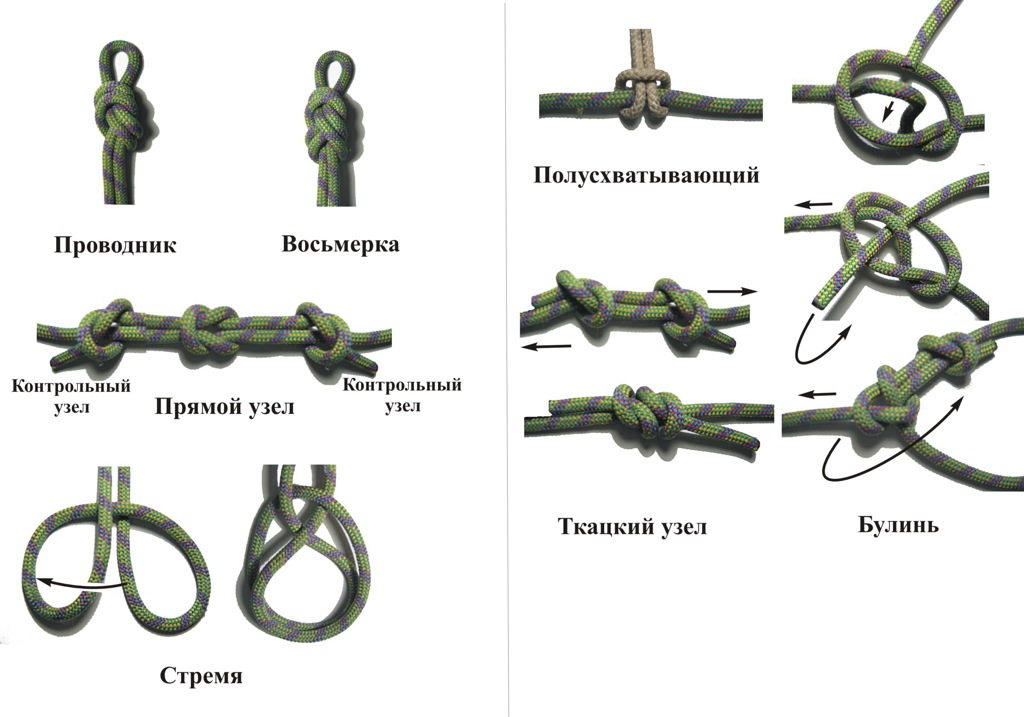 Проводник
Восьмерка
Контрольный
узел
Прямой узел
Контрольный
узел
Стремя
Полусхватывающий
Ткацкий узел
Булинь